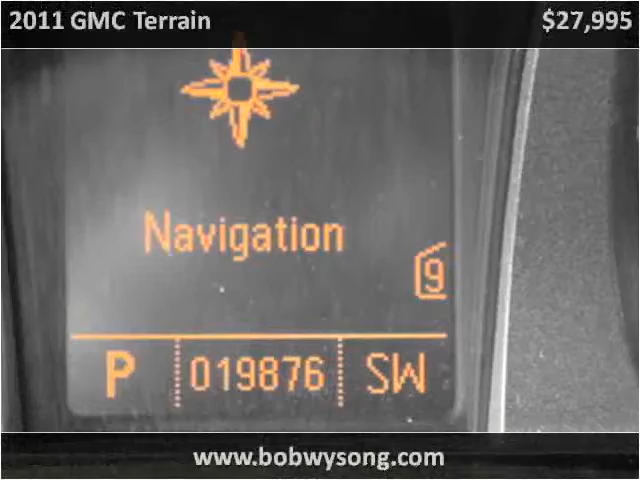 2011 GMC Terrain $27,995
Navigation
9
P 019876 SW
www.bobwysong.com